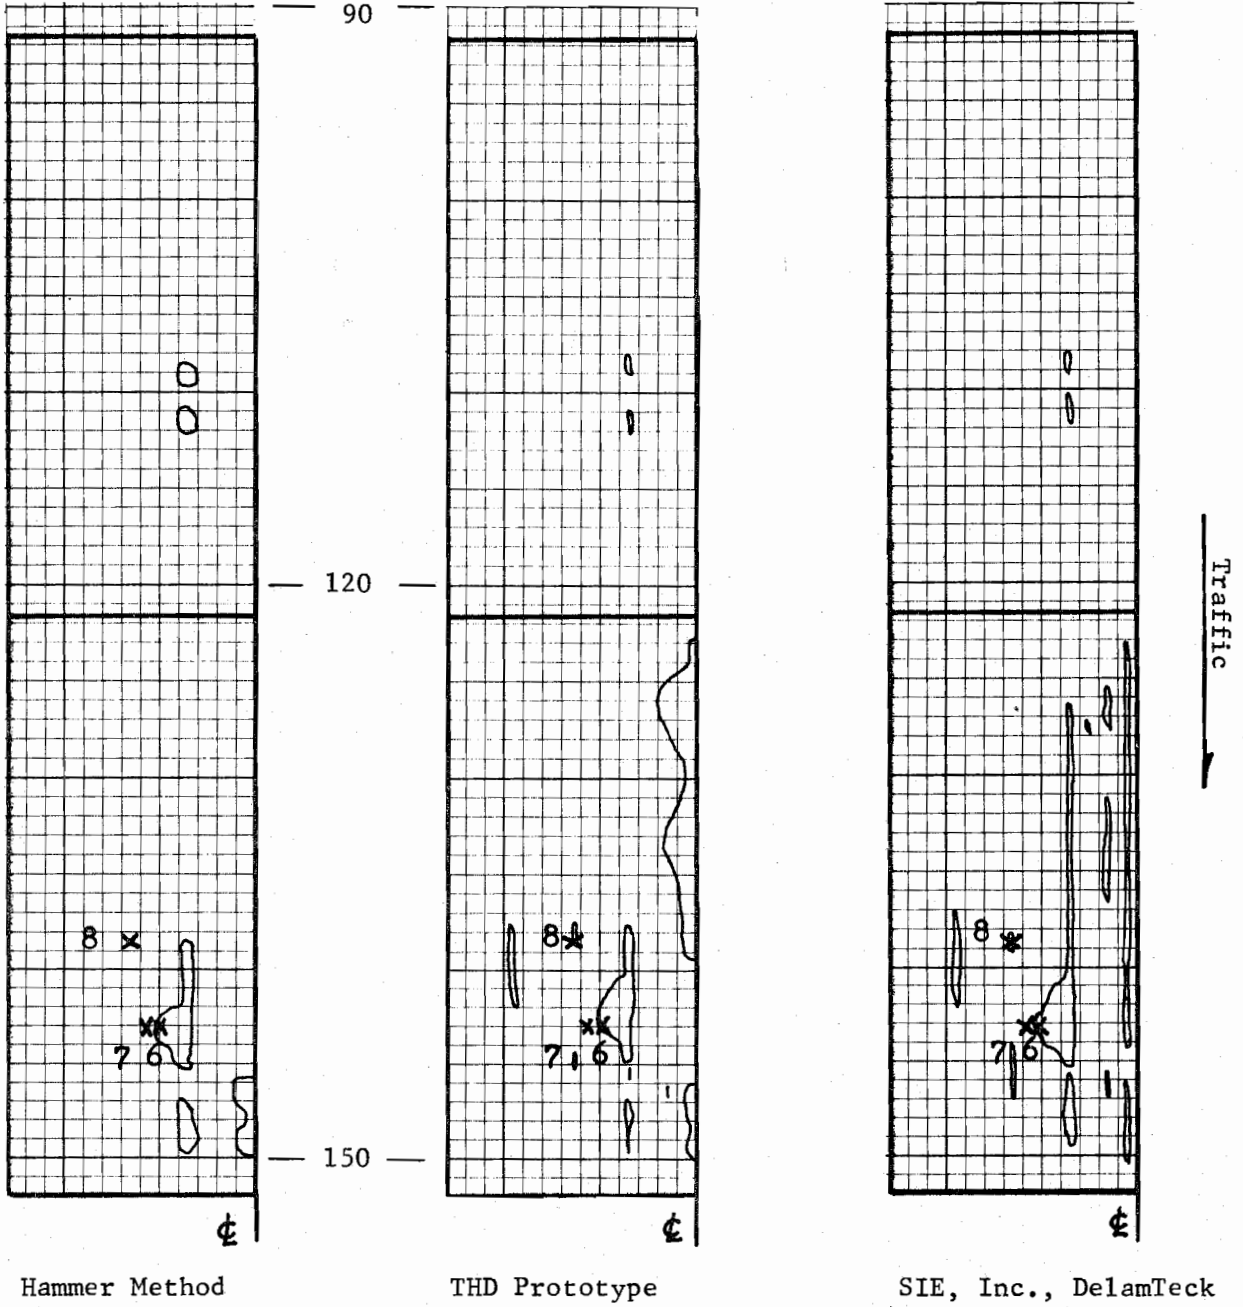 — 90 —
— 120 —
Traffic
8 ×
8 ×
8 ×
7 6
7 6
7 6
— 150 —
℄
℄
℄
Hammer Method
THD Prototype
SIE, Inc., DelamTeck